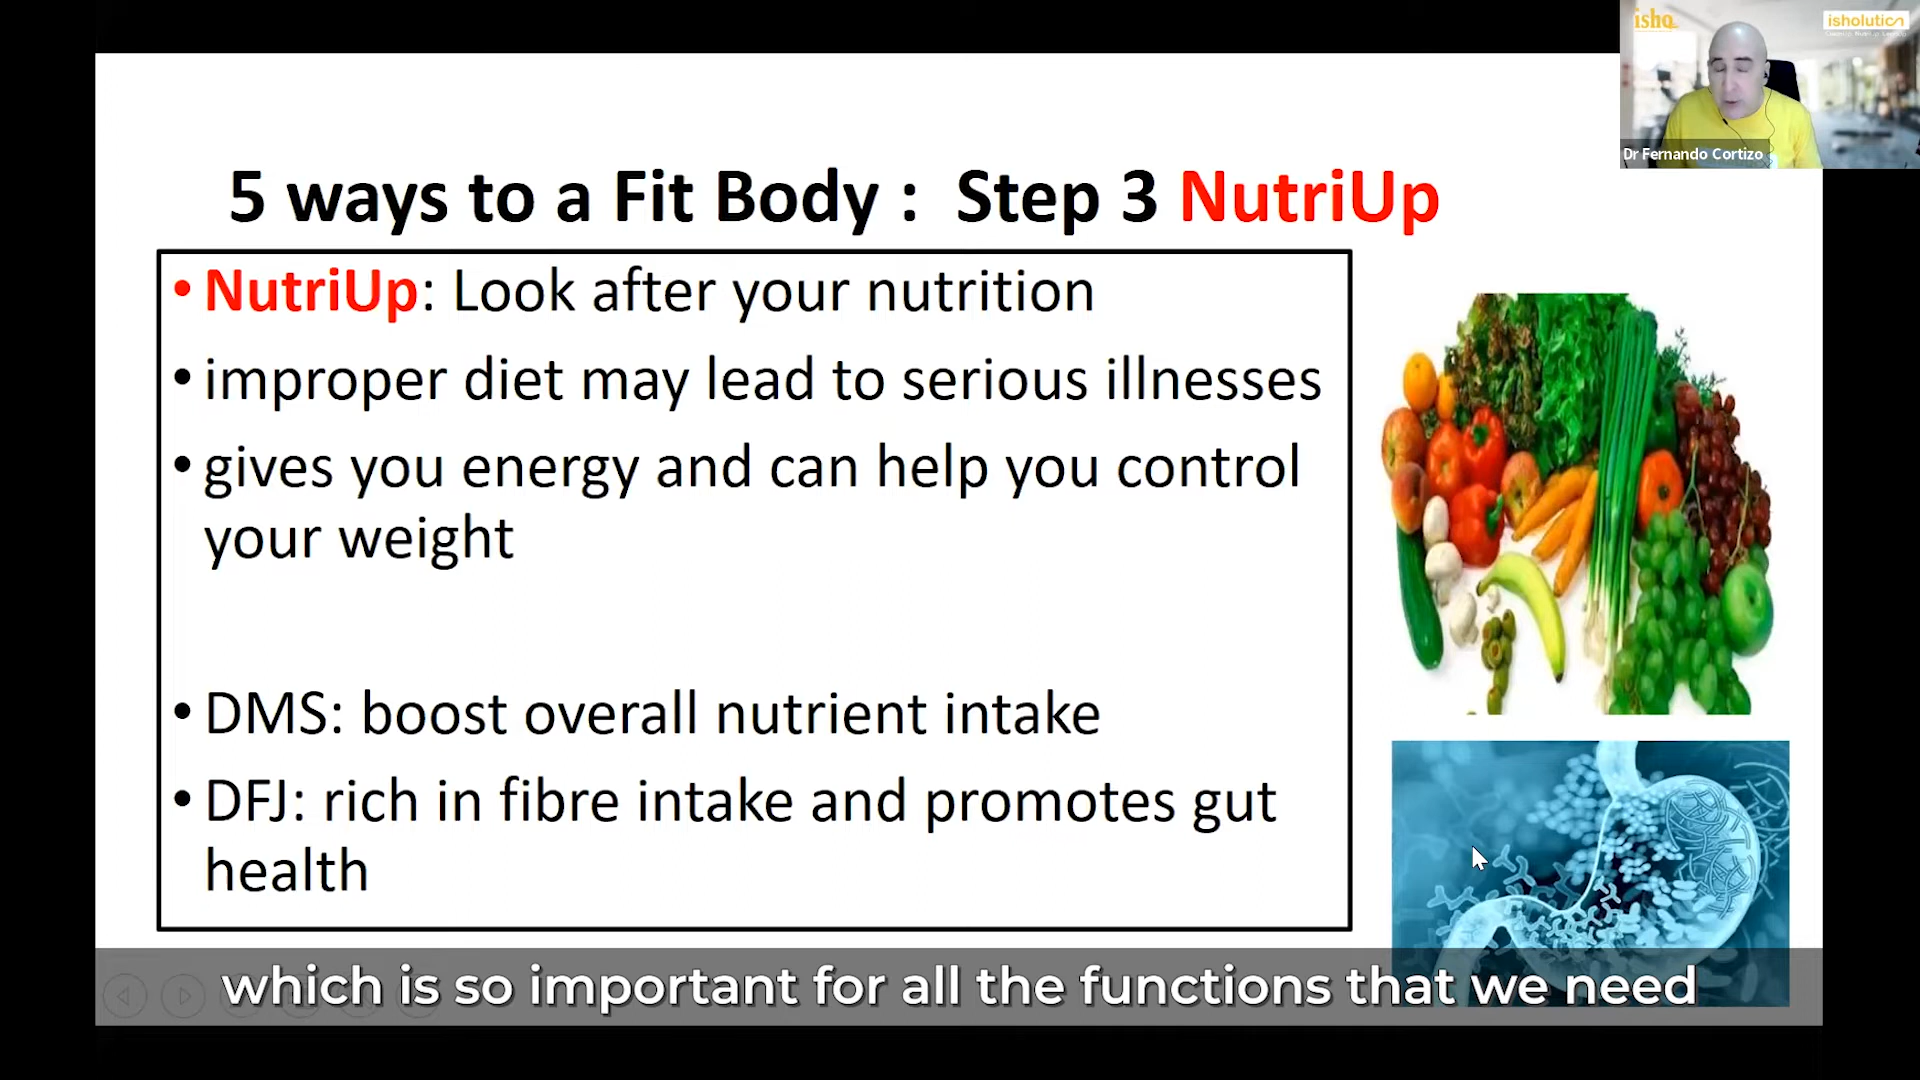 isho
isholution
Dr Fernando Cortizo
5 ways to a Fit Body : Step 3 NutriUp
• NutriUp: Look after your nutrition
• improper diet may lead to serious illnesses
• gives you energy and can help you control
your weight
• DMS: boost overall nutrient intake
• DFJ: rich in fibre intake and promotes gut
health
which is so important for all the functions that we need